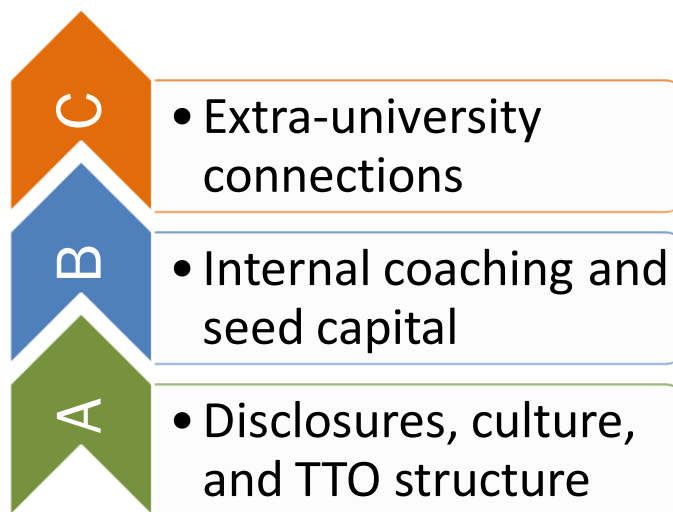 C
• Extra-university
connections
B
• Internal coaching and
seed capital
A
• Disclosures, culture,
and TTO structure